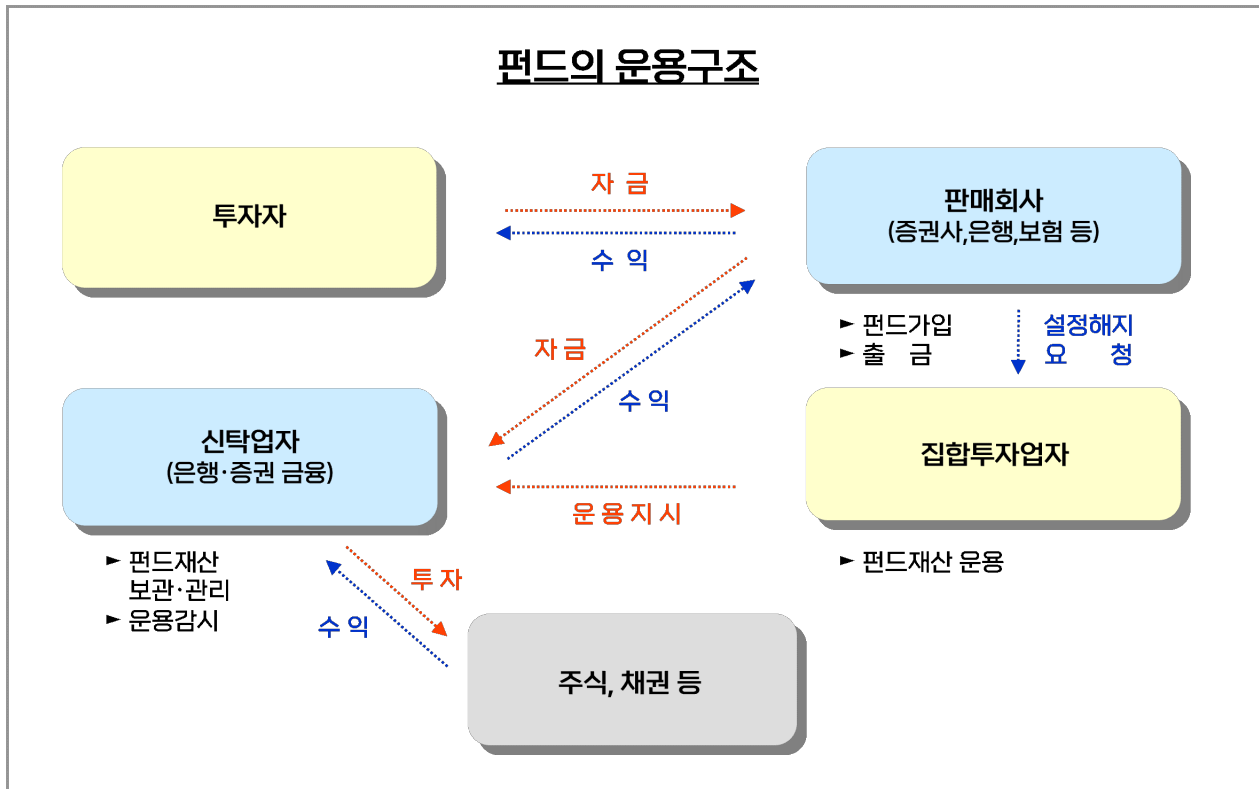 펀드의 운용구조
투자자
자 금
수 익
판매회사
(증권사,은행,보험 등)
► 펀드가입
► 출 금
설정해지
요 청
자 금
수 익
신탁업자
(은행·증권 금융)
집합투자업자
운 용 지 시
► 펀드재산
보관·관리
► 운용감시
► 펀드재산 운용
투 자
수 익
주식, 채권 등